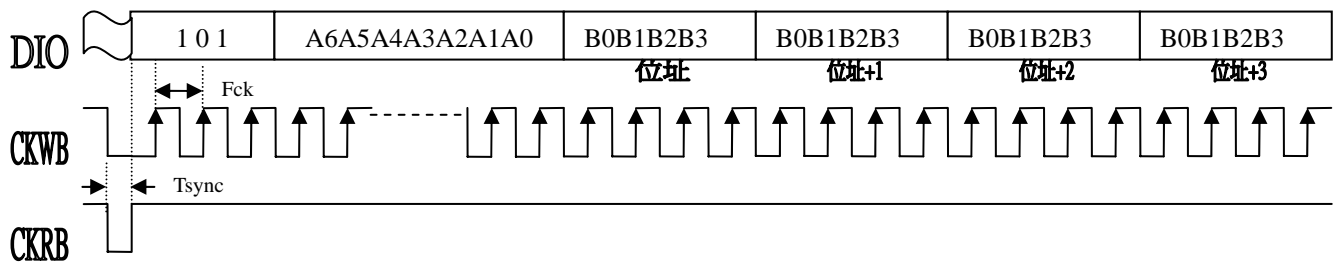 DIO 1 0 1 A6A5A4A3A2A1A0 B0B1B2B3 B0B1B2B3 B0B1B2B3 B0B1B2B3
位址 位址+1 位址+2 位址+3
Fck
CKWB
Tsync
CKRB